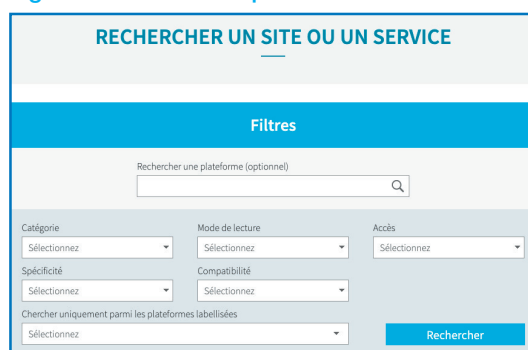 RECHERCHER UN SITE OU UN SERVICE
Filtres
Rechercher une plateforme (optionnel)
Catégorie
Mode de lecture
Accès
Sélectionnez
Sélectionnez
Sélectionnez
Spécificité
Compatibilité
Sélectionnez
Sélectionnez
Chercher uniquement parmi les plateformes labellisées
Sélectionnez
Rechercher